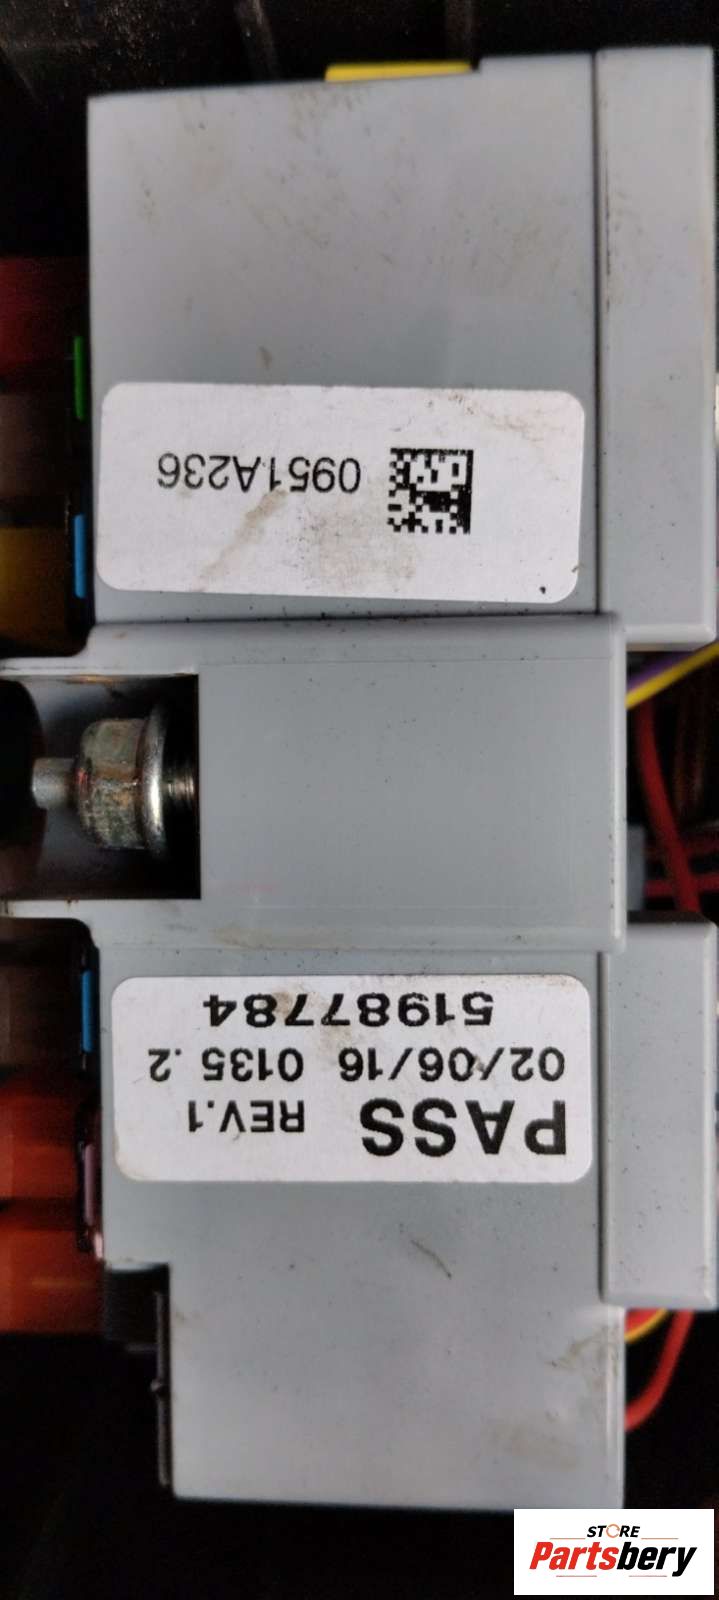 0951A236
PASS REV.1
02/06/16 0135 .2
51987784
STORE
Partsbery